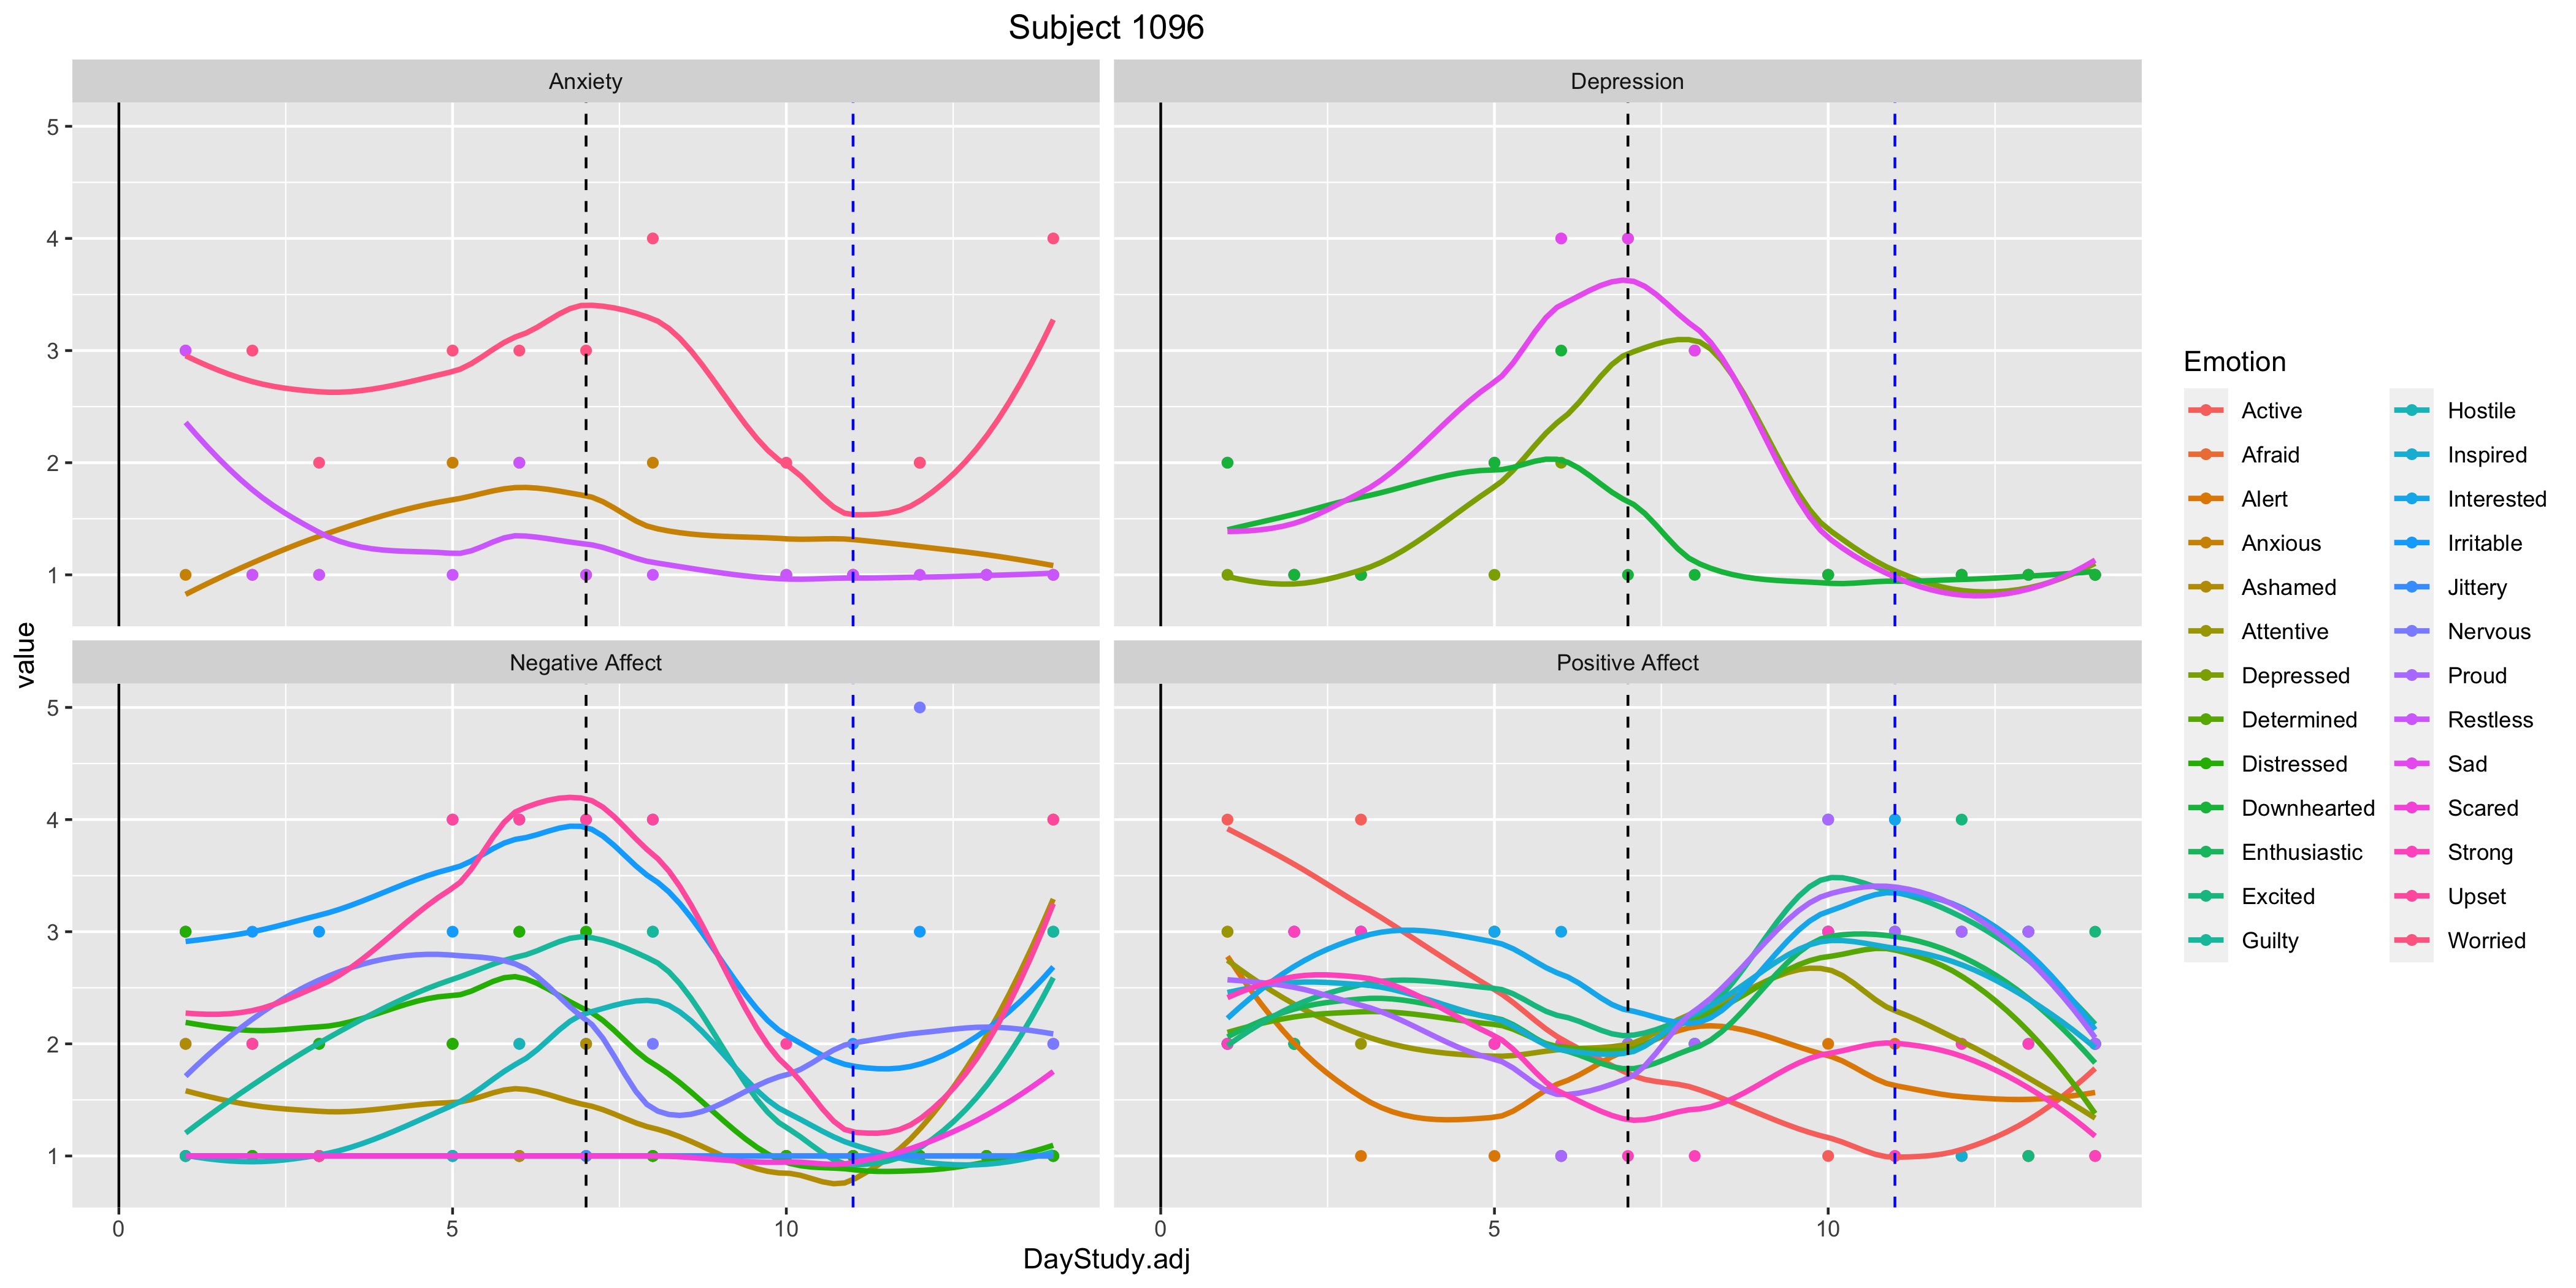 Subject 1096
Anxiety
Depression
5
4
3
2
1
Negative Affect
Positive Affect
5
4
3
2
1
0
5
10
0
5
10
value
DayStudy.adj
Emotion
Active
Afraid
Alert
Anxious
Ashamed
Attentive
Depressed
Determined
Distressed
Downhearted
Enthusiastic
Excited
Guilty
Hostile
Inspired
Interested
Irritable
Jittery
Nervous
Proud
Restless
Sad
Scared
Strong
Upset
Worried